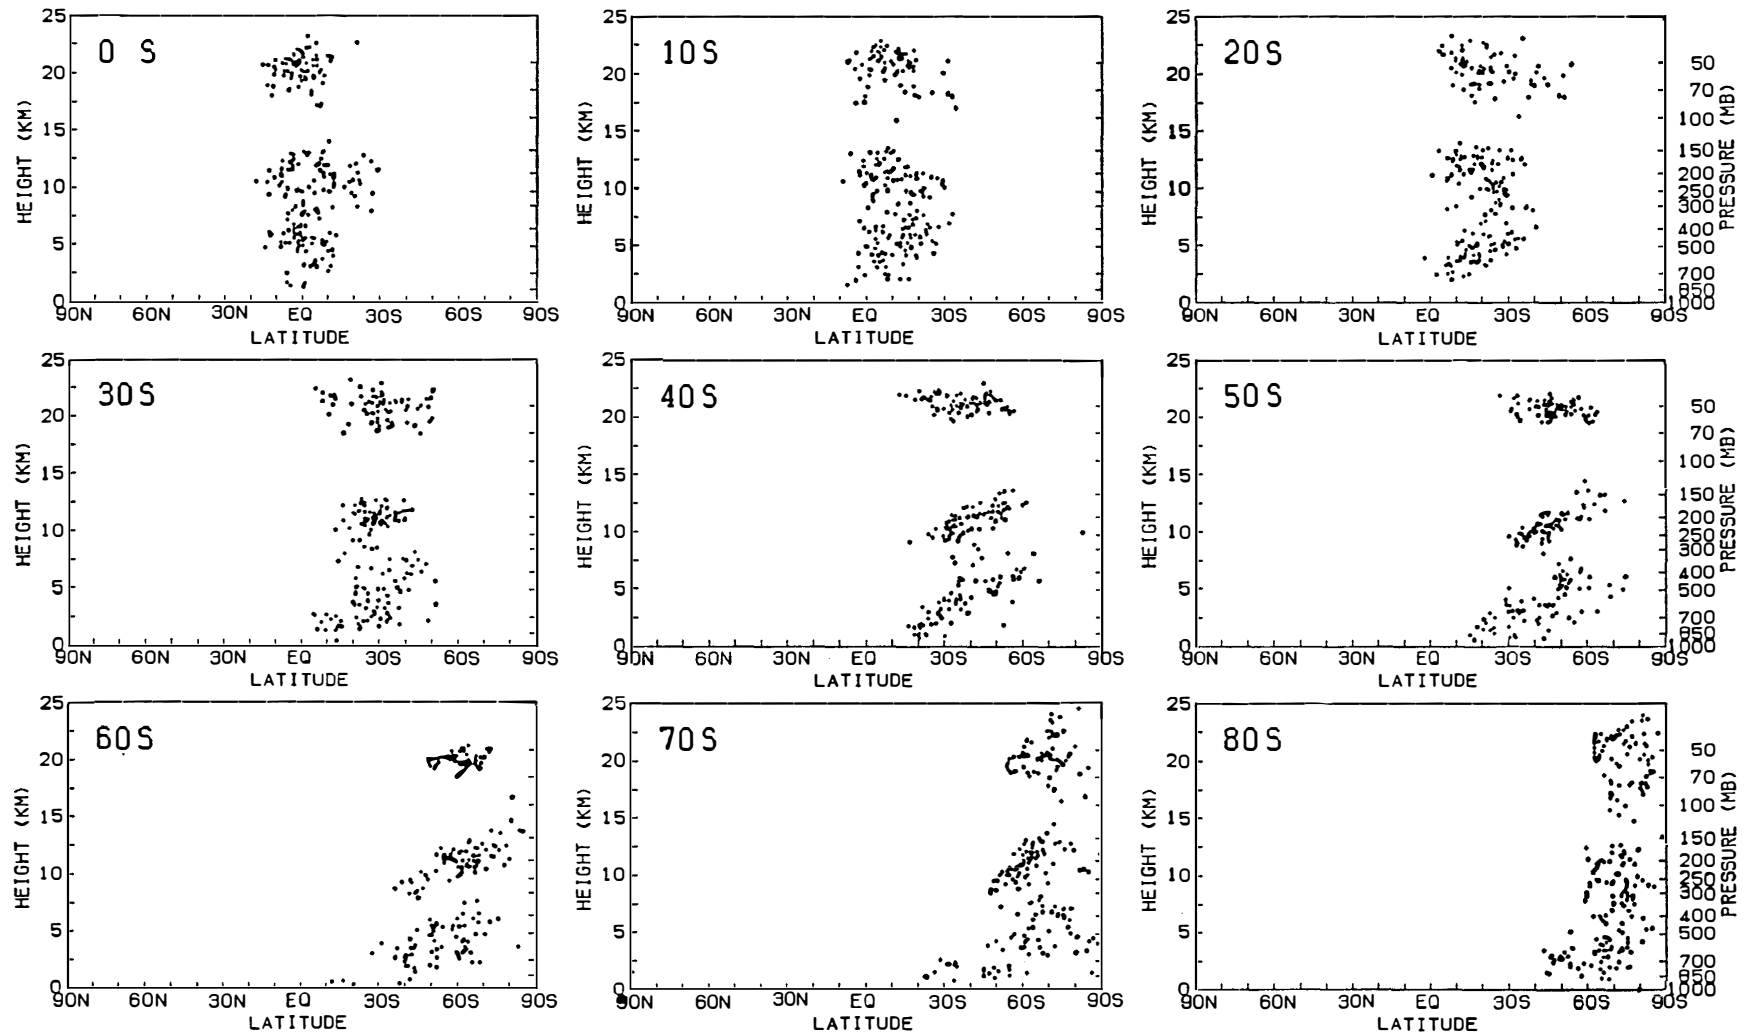 0 S
25
20
15
10
5
0
HEIGHT (KM)
90N 60N 30N EQ 30S 60S 90S
LATITUDE
10S
25
20
15
10
5
0
HEIGHT (KM)
90N 60N 30N EQ 30S 60S 90S
LATITUDE
20S
25
20
15
10
5
0
HEIGHT (KM)
90N 60N 30N EQ 30S 60S 90S
LATITUDE
50
70
100
150
200
250
300
400
500
700
850
1000
PRESSURE (MB)
30S
25
20
15
10
5
0
HEIGHT (KM)
90N 60N 30N EQ 30S 60S 90S
LATITUDE
40S
25
20
15
10
5
0
HEIGHT (KM)
90N 60N 30N EQ 30S 60S 90S
LATITUDE
50S
25
20
15
10
5
0
HEIGHT (KM)
90N 60N 30N EQ 30S 60S 90S
LATITUDE
50
70
100
150
200
250
300
400
500
700
850
1000
PRESSURE (MB)
60S
25
20
15
10
5
0
HEIGHT (KM)
90N 60N 30N EQ 30S 60S 90S
LATITUDE
70S
25
20
15
10
5
0
HEIGHT (KM)
90N 60N 30N EQ 30S 60S 90S
LATITUDE
80S
25
20
15
10
5
0
HEIGHT (KM)
90N 60N 30N EQ 30S 60S 90S
LATITUDE
50
70
100
150
200
250
300
400
500
700
850
1000
PRESSURE (MB)